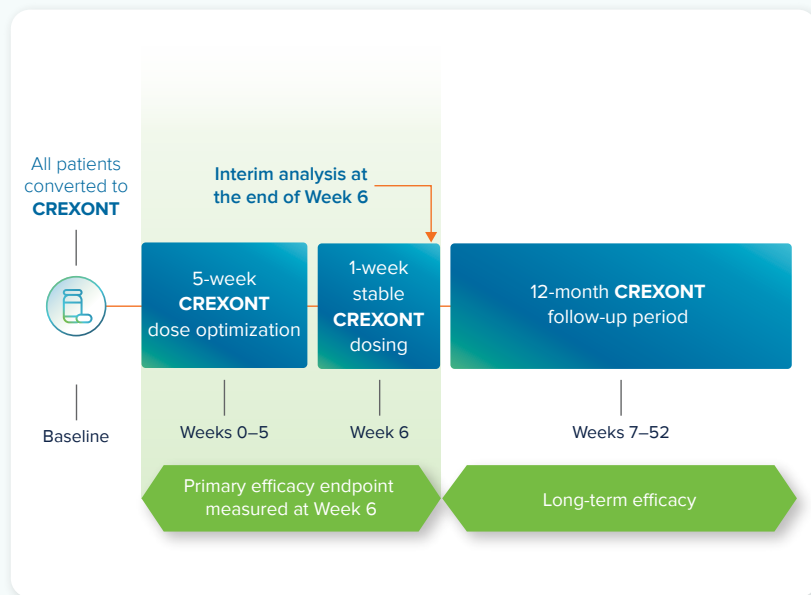 All patients
converted to
CREXONT
Interim analysis at
the end of Week 6
5-week
CREXONT
dose optimization
1-week
stable
CREXONT
dosing
12-month CREXONT
follow-up period
Baseline
Weeks 0–5
Week 6
Weeks 7–52
Primary efficacy endpoint
measured at Week 6
Long-term efficacy